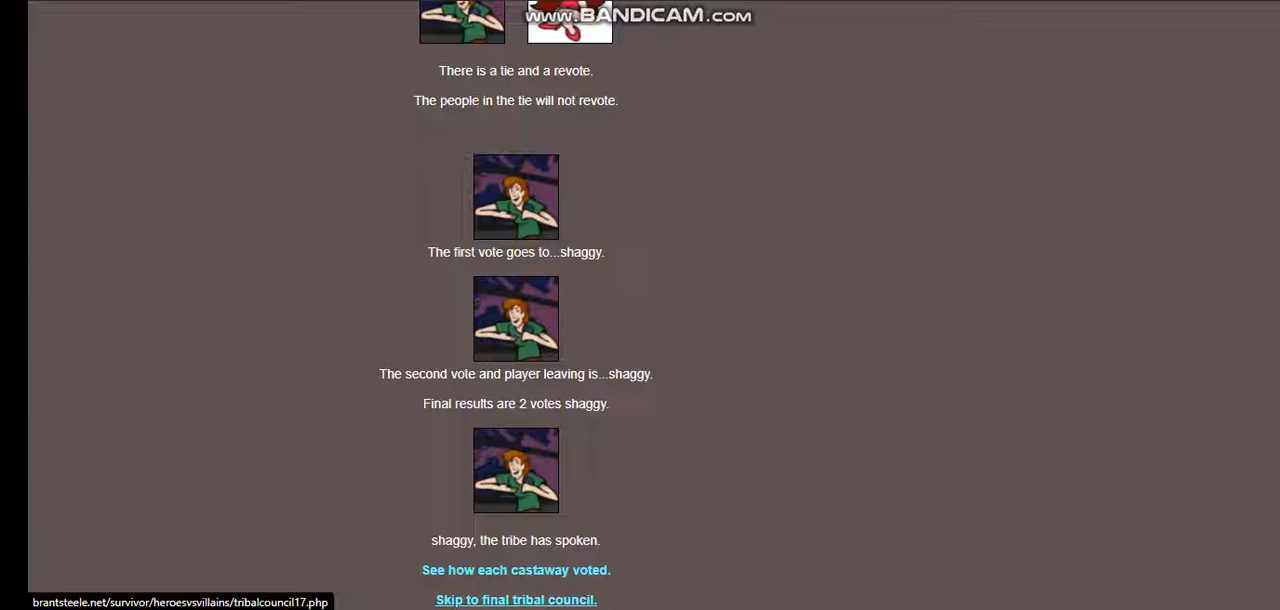 www.BANDICAM.com
There is a tie and a revote.
The people in the tie will not revote.
The first vote goes to...shaggy.
The second vote and player leaving is...shaggy.
Final results are 2 votes shaggy.
shaggy, the tribe has spoken.
See how each castaway voted.
Skip to final tribal council.
brantsteele.net/survivor/heroesvsvillains/tribalcouncil17.php